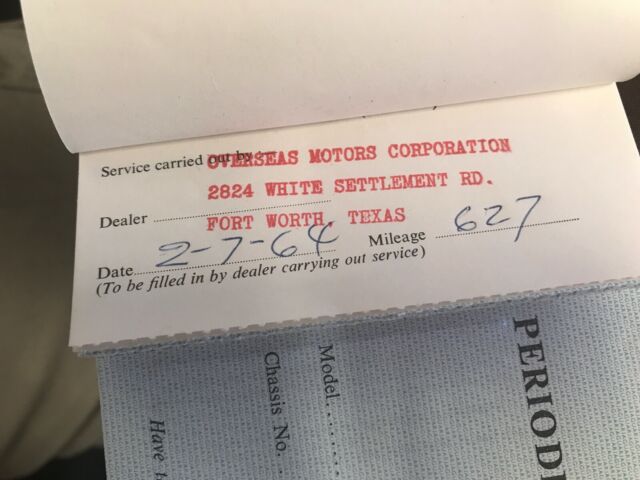 Service carried out by
OVERSEAS MOTORS CORPORATION
2824 WHITE SETTLEMENT RD.
Dealer
FORT WORTH, TEXAS
Date 2-7-64 Mileage 627
(To be filled in by dealer carrying out service)
PERIODI
Model
Chassis No.
Have